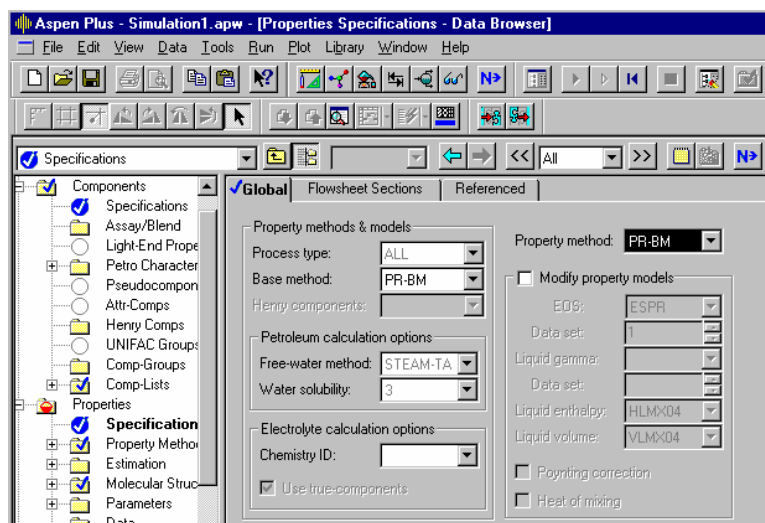 Aspen Plus - Simulation1.apw - [Properties Specifications - Data Browser]
File Edit View Data Tools Run Plot Library Window Help
N>
Specifications
<< All >> N>
Components
Specifications
Assay/Blend
Light-End Prope
Petro Character
Pseudocompon
Attr-Comps
Henry Comps
UNIFAC Groups
Comp-Groups
Comp-Lists
Properties
Specification
Property Metho
Estimation
Molecular Struc
Parameters
Data
Global Flowsheet Sections Referenced
Property methods & models
Process type: ALL
Base method: PR-BM
Henry components:
Petroleum calculation options
Free-water method: STEAM-TA
Water solubility: 3
Electrolyte calculation options
Chemistry ID:
Use true-components
Property method: PR-BM
Modify property models
EOS: ESPR
Data set: 1
Liquid gamma:
Data set:
Liquid enthalpy: HLMX04
Liquid volume: VLMX04
Poynting correction
Heat of mixing